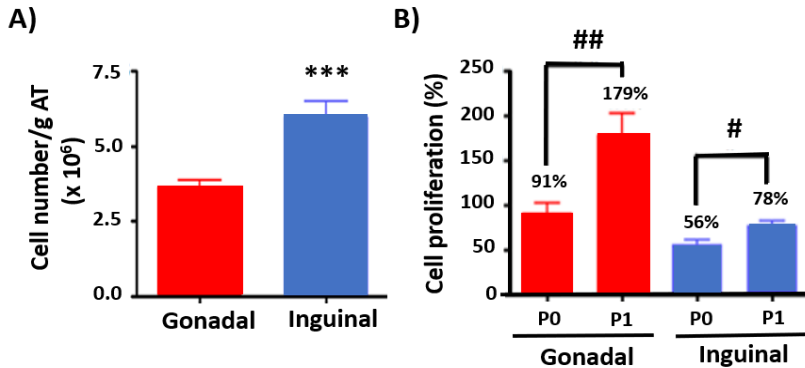 A)
Cell number/g AT
(x 10⁶)
7.5
5.0
2.5
0.0
***
Gonadal
Inguinal
B)
Cell proliferation (%)
250
200
150
100
50
0
##
#
91%
179%
56%
78%
P0
P1
P0
P1
Gonadal
Inguinal